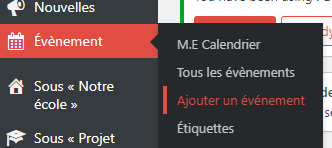 Nouvelles
Évènement
M.E Calendrier
Tous les évènements
Ajouter un événement
Étiquettes
Sous « Notre
école »
Sous « Projet